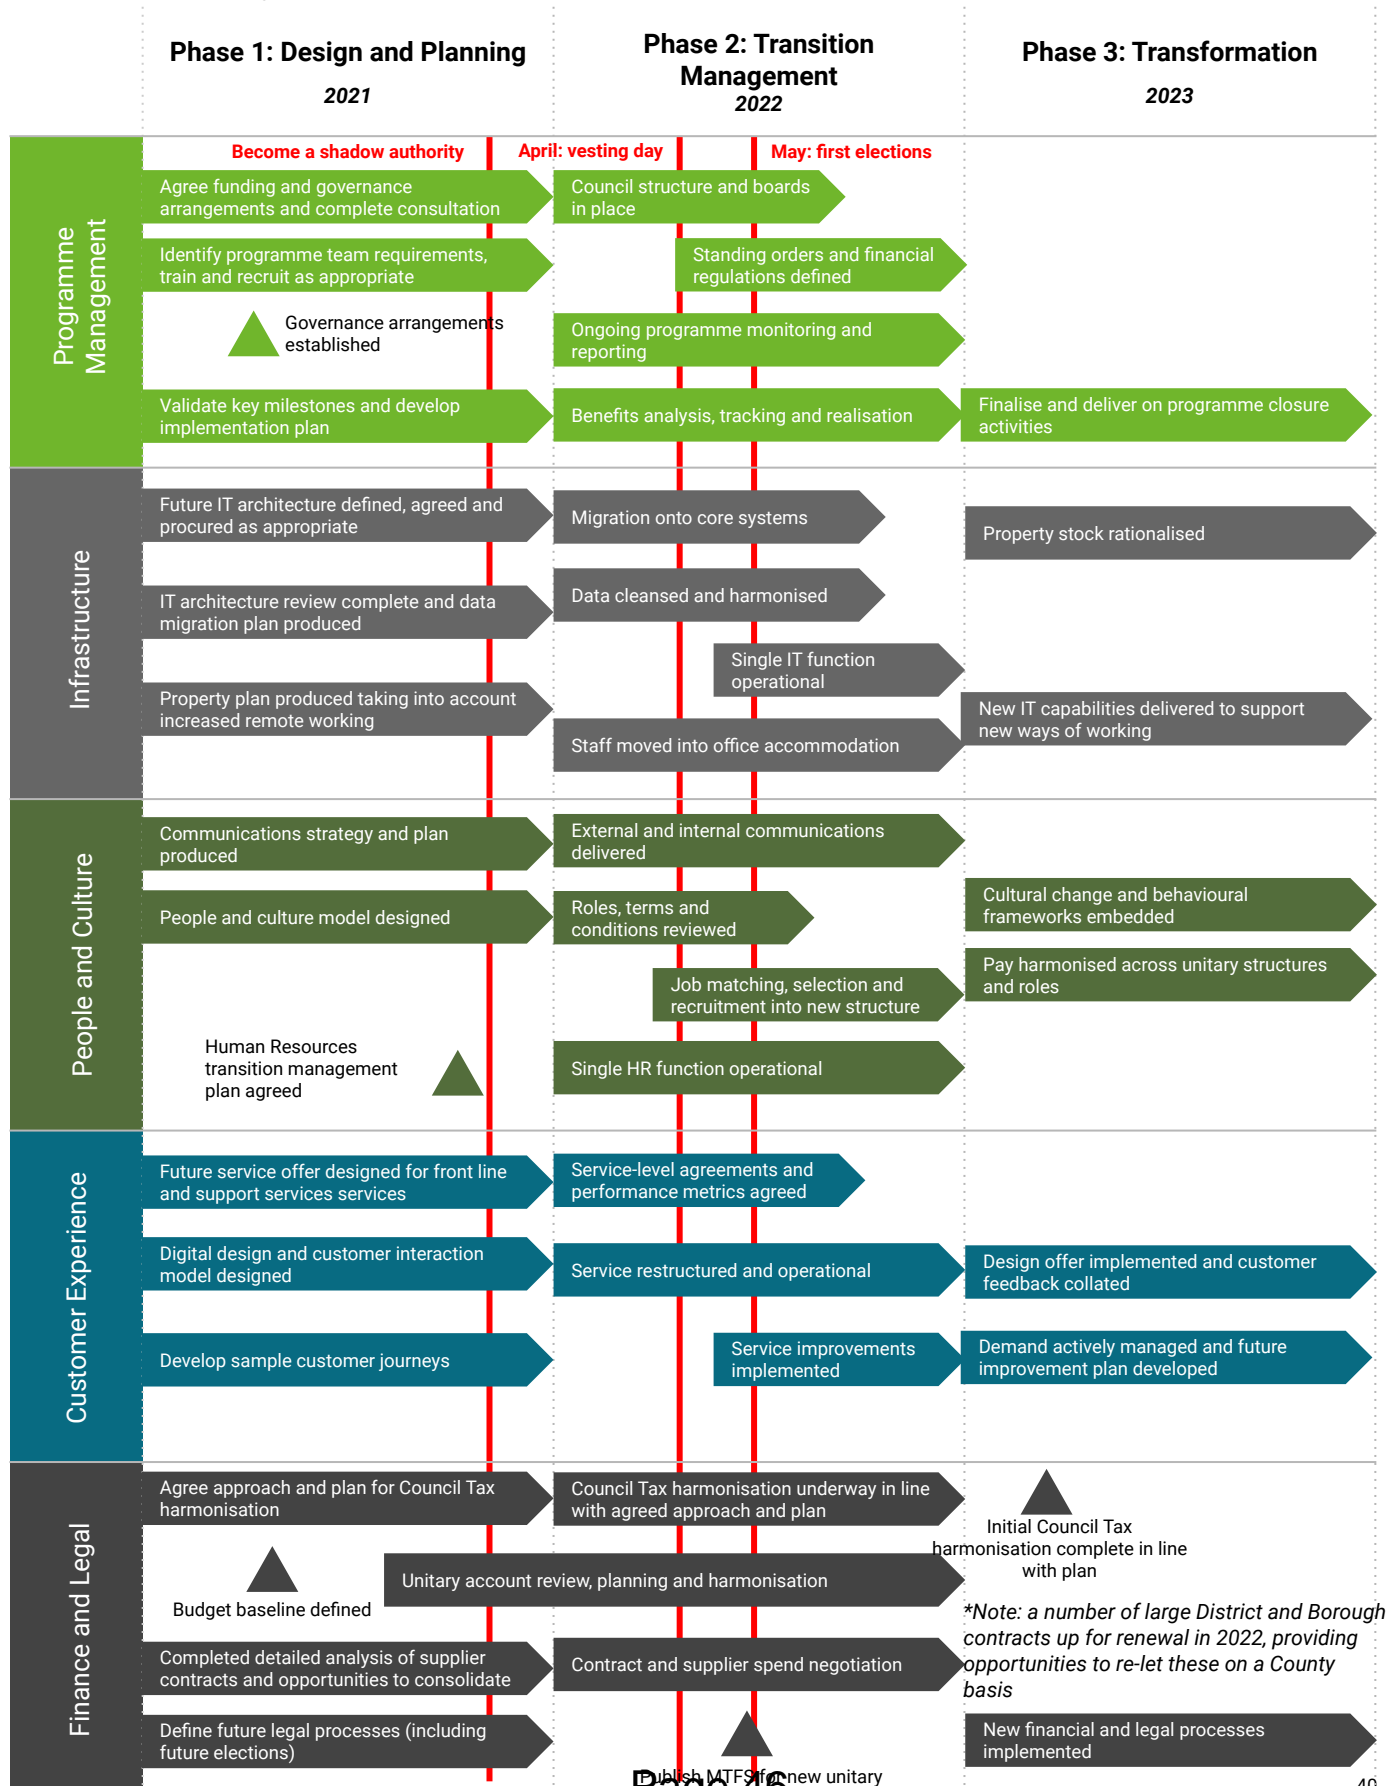 Phase 1: Design and Planning
2021
Phase 2: Transition
Management
2022
Phase 3: Transformation
2023
Become a shadow authority
April: vesting day
May: first elections
Programme
Management
Agree funding and governance
arrangements and complete consultation
Council structure and boards
in place
Identify programme team requirements,
train and recruit as appropriate
Standing orders and financial
regulations defined
Governance arrangements
established
Ongoing programme monitoring and
reporting
Validate key milestones and develop
implementation plan
Benefits analysis, tracking and realisation
Finalise and deliver on programme closure
activities
Infrastructure
Future IT architecture defined, agreed and
procured as appropriate
Migration onto core systems
Property stock rationalised
IT architecture review complete and data
migration plan produced
Data cleansed and harmonised
Single IT function
operational
Property plan produced taking into account
increased remote working
Staff moved into office accommodation
New IT capabilities delivered to support
new ways of working
People and Culture
Communications strategy and plan
produced
External and internal communications
delivered
People and culture model designed
Roles, terms and
conditions reviewed
Cultural change and behavioural
frameworks embedded
Job matching, selection and
recruitment into new structure
Pay harmonised across unitary structures
and roles
Human Resources
transition management
plan agreed
Single HR function operational
Customer Experience
Future service offer designed for front line
and support services services
Service-level agreements and
performance metrics agreed
Digital design and customer interaction
model designed
Service restructured and operational
Design offer implemented and customer
feedback collated
Develop sample customer journeys
Service improvements
implemented
Demand actively managed and future
improvement plan developed
Finance and Legal
Agree approach and plan for Council Tax
harmonisation
Council Tax harmonisation underway in line
with agreed approach and plan
Initial Council Tax
harmonisation complete in line
with plan
Budget baseline defined
Unitary account review, planning and harmonisation
*Note: a number of large District and Borough
contracts up for renewal in 2022, providing
opportunities to re-let these on a County
basis
Completed detailed analysis of supplier
contracts and opportunities to consolidate
Contract and supplier spend negotiation
Define future legal processes (including
future elections)
New financial and legal processes
implemented
Publish MTFS for new unitary
Page 46
40